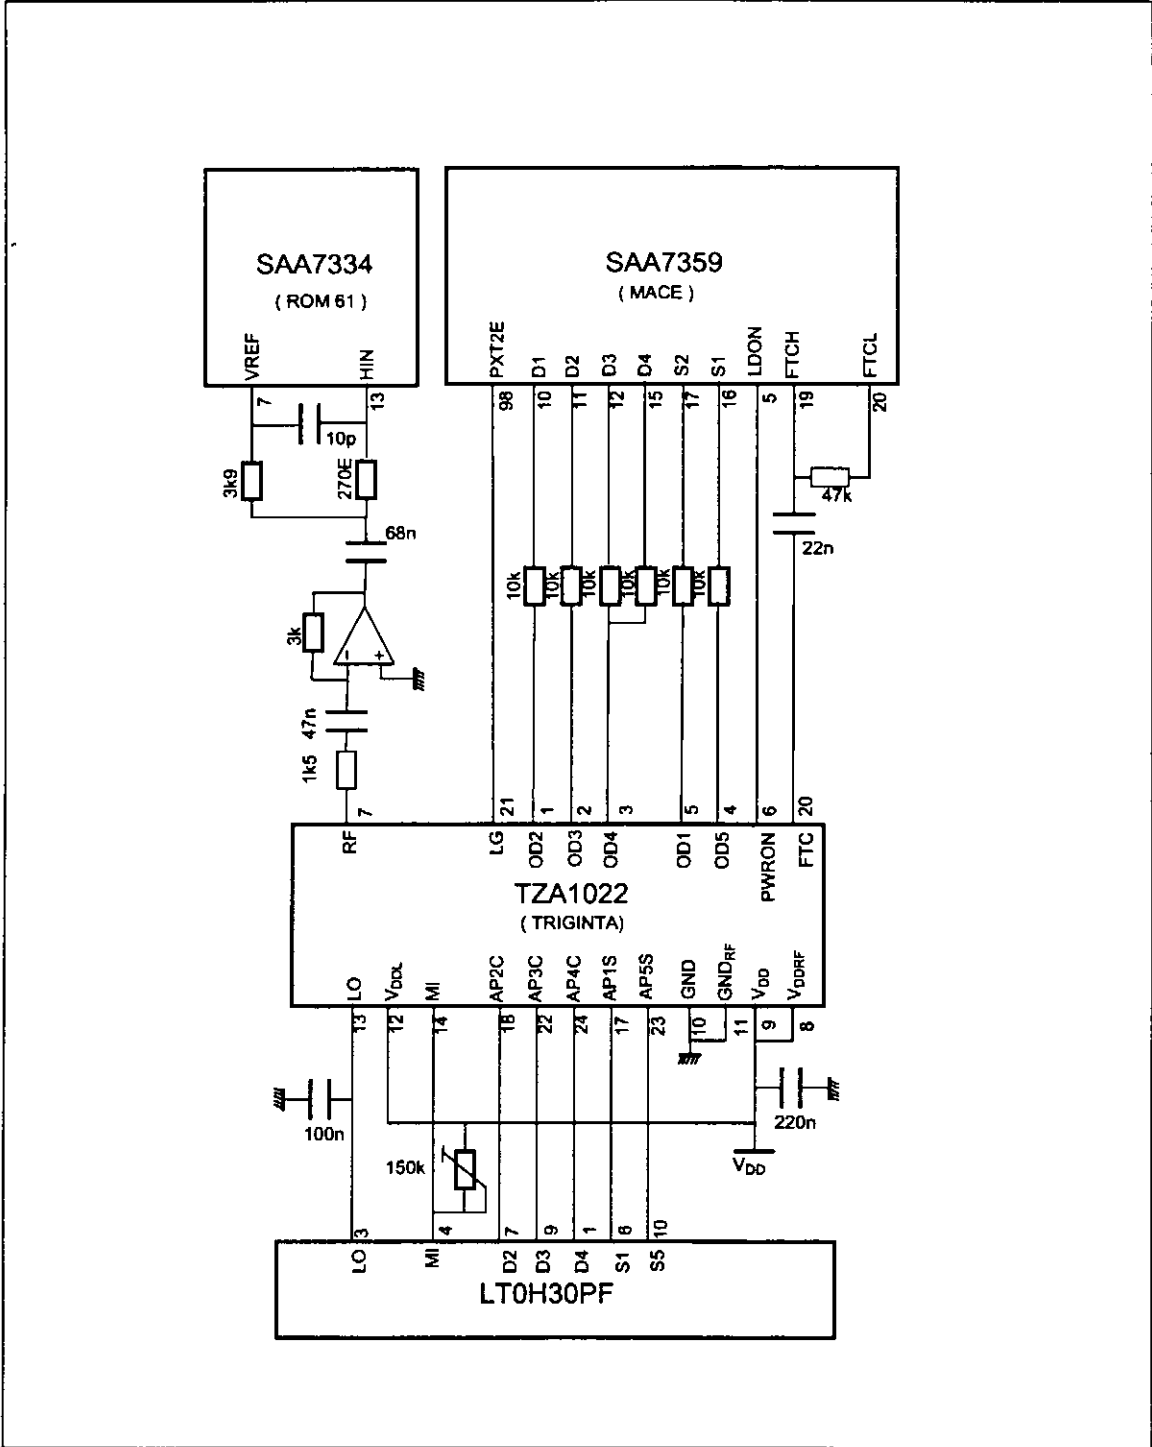 SAA7334
( ROM 61 )
VREF
HIN
7
13
SAA7359
( MACE )
PXT2E
D1
D2
D3
D4
S2
S1
LDON
FTCH
FTCL
98
10
11
12
15
17
16
5
19
20
10p
3k9
270E
68n
47k
22n
10k
10k
10k
10k
10k
10k
3k
-
+
47n
1k5
7
21
1
2
3
5
4
6
20
RF
LG
OD2
OD3
OD4
OD1
OD5
PWRON
FTC
TZA1022
( TRIGINTA)
LO
VDDL
MI
AP2C
AP3C
AP4C
AP1S
AP5S
GND
GNDRF
VDD
VDDRF
13
12
14
18
22
24
17
23
10
11
9
8
100n
220n
150k
VDD
3
4
7
9
1
6
10
LO
MI
D2
D3
D4
S1
S5
LT0H30PF